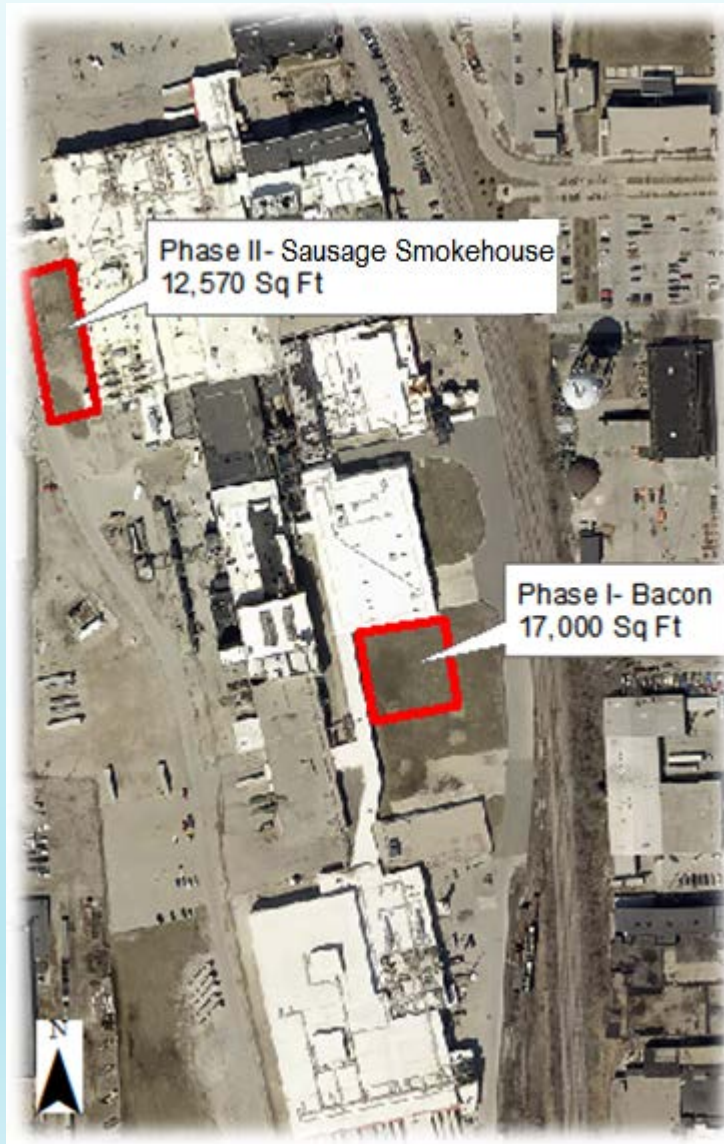 Phase II- Sausage Smokehouse
12,570 Sq Ft
Phase I- Bacon
17,000 Sq Ft
N